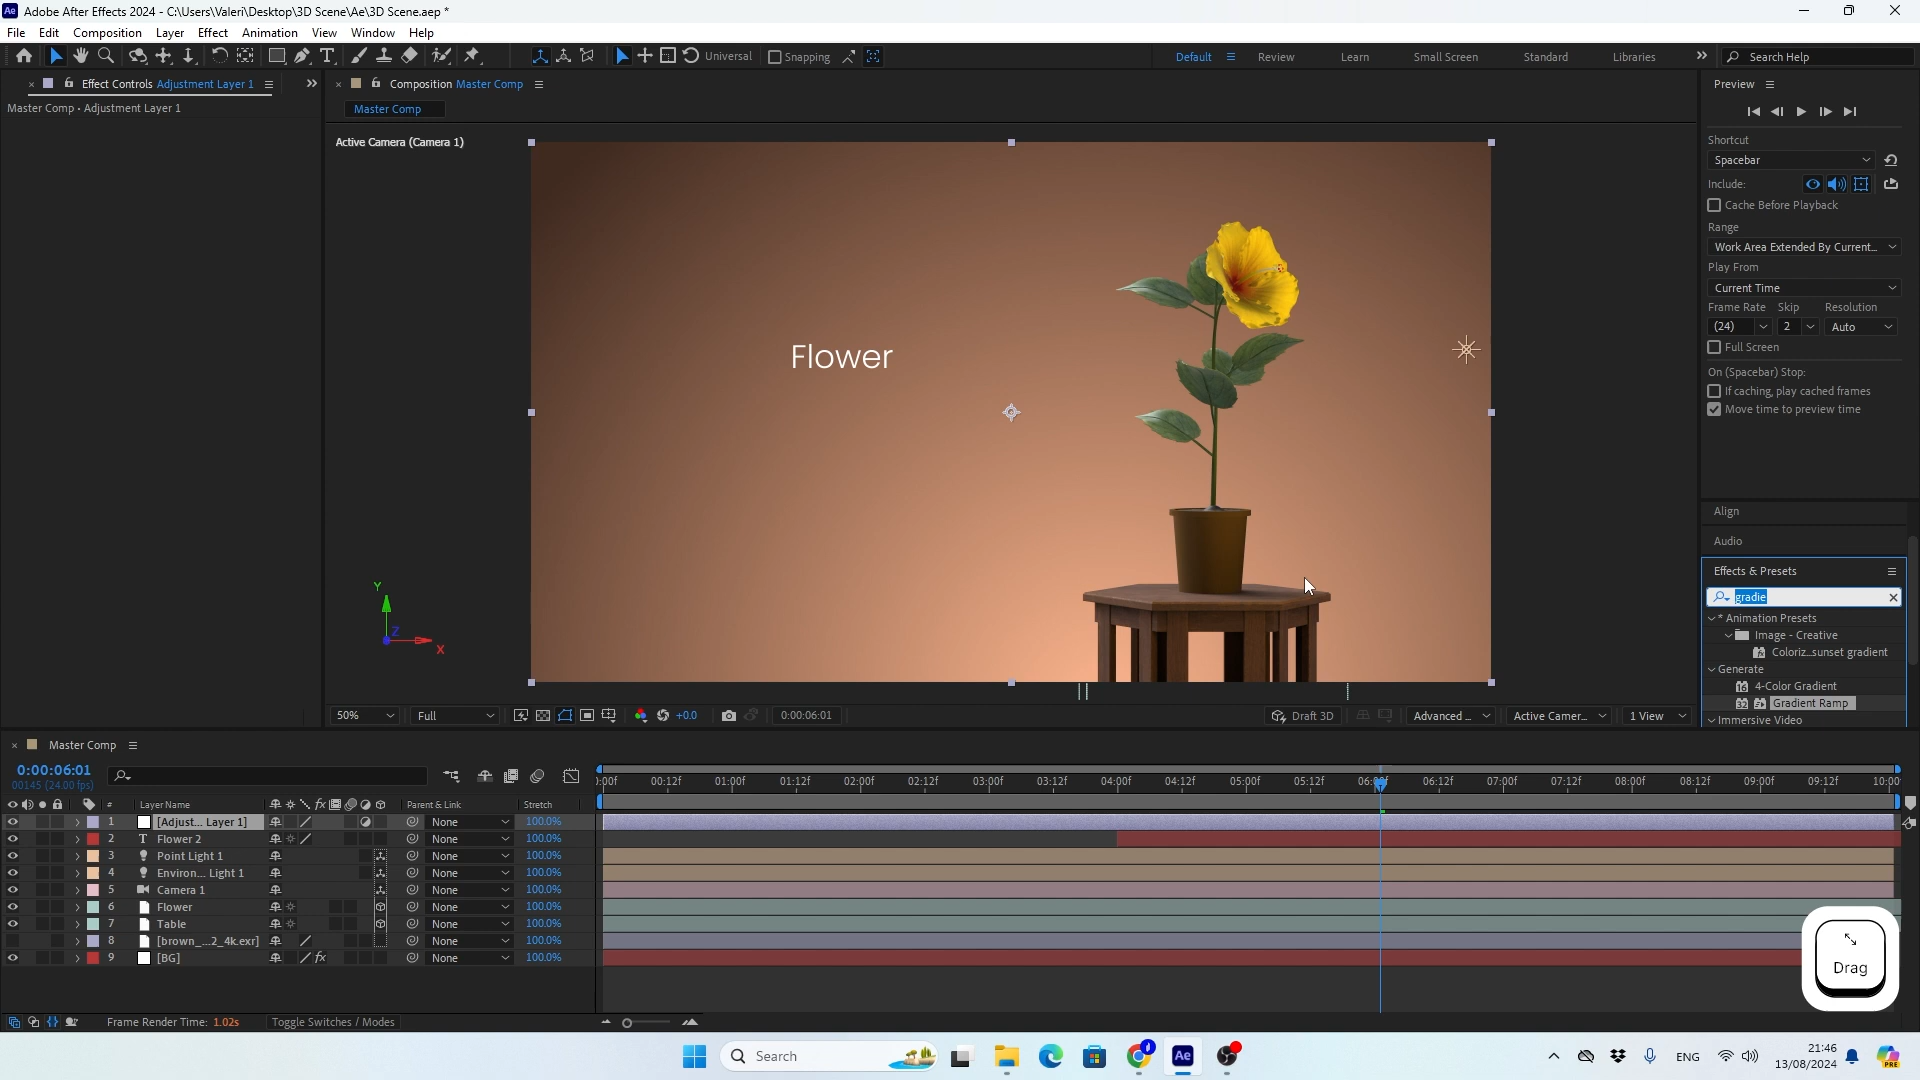 Adobe After Effects 2024 - C:\Users\Valeri\Desktop\3D Scene\Ae\3D Scene.aep *
File Edit Composition Layer Effect Animation View Window Help
Universal Snapping Default Review Learn Small Screen Standard Libraries Search Help
Effect Controls Adjustment Layer 1
Composition Master Comp
Preview
Master Comp • Adjustment Layer 1
Master Comp
Active Camera (Camera 1)
Shortcut
Spacebar
Include:
Cache Before Playback
Range
Work Area Extended By Current...
Play From
Current Time
Frame Rate Skip Resolution
(24) 2 Auto
Full Screen
On (Spacebar) Stop:
If caching, play cached frames
Move time to preview time
Flower
Align
Audio
Effects & Presets
gradie
* Animation Presets
Image - Creative
Coloriz...sunset gradient
Generate
4-Color Gradient
Gradient Ramp
Immersive Video
Y
Z
X
50% Full +0.0 0:00:06:01 Draft 3D Advanced ... Active Camer... 1 View
Master Comp
0:00:06:01
00145 (24.00 fps)
:00f 00:12f 01:00f 01:12f 02:00f 02:12f 03:00f 03:12f 04:00f 04:12f 05:00f 05:12f 06:00f 06:12f 07:00f 07:12f 08:00f 08:12f 09:00f 09:12f 10:00
# Layer Name fx Parent & Link Stretch
1 [Adjust... Layer 1] None 100.0%
2 T Flower 2 None 100.0%
3 Point Light 1 None 100.0%
4 Environ... Light 1 None 100.0%
5 Camera 1 None 100.0%
6 Flower None 100.0%
7 Table None 100.0%
8 [brown_...2_4k.exr] None 100.0%
9 [BG] fx None 100.0%
Drag
Frame Render Time: 1.02s Toggle Switches / Modes
Search
Ae
ENG
21:46
13/08/2024
PRE